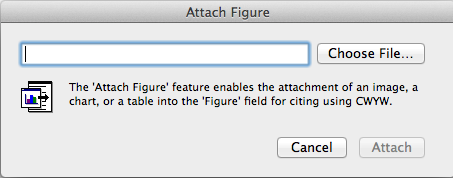 Attach Figure
Choose File...
The 'Attach Figure' feature enables the attachment of an image, a
chart, or a table into the 'Figure' field for citing using CWYW.
Cancel
Attach